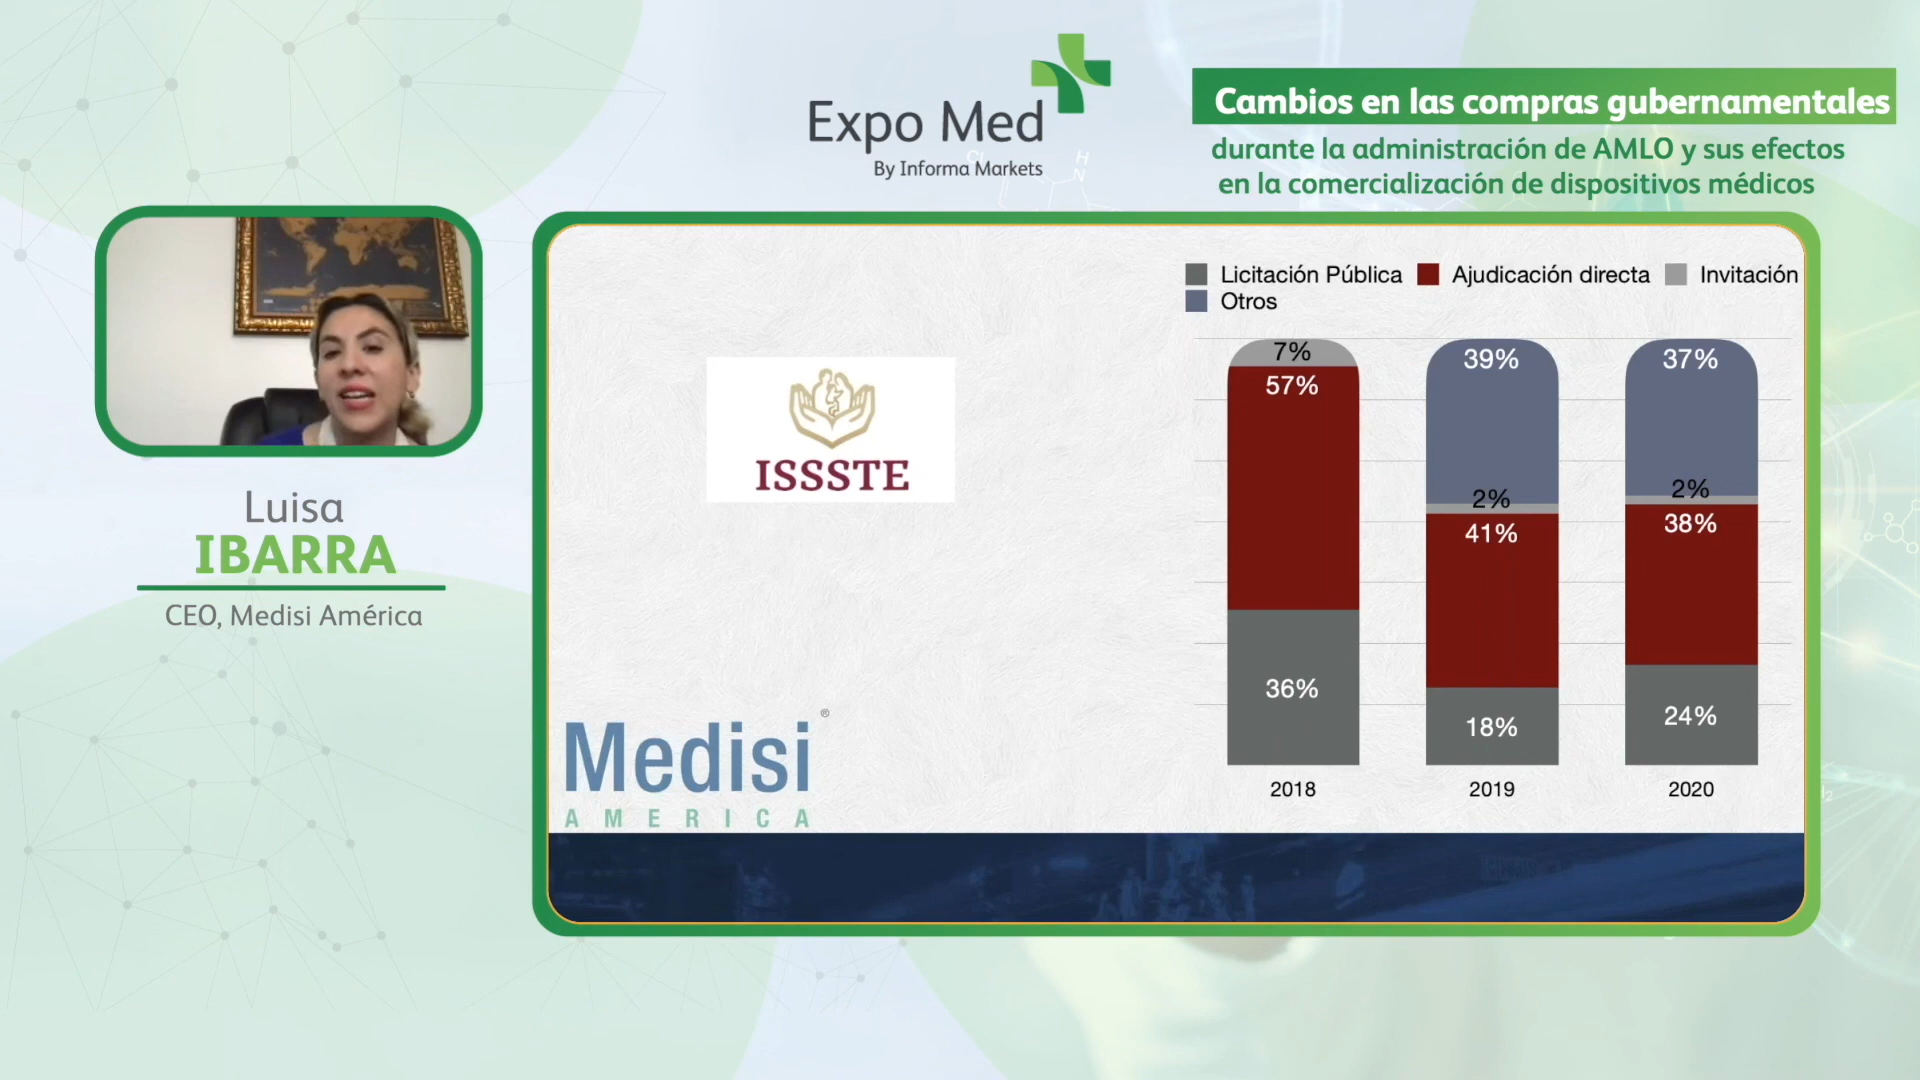 Expo Med
By Informa Markets
Cambios en las compras gubernamentales
durante la administración de AMLO y sus efectos
en la comercialización de dispositivos médicos
Luisa
IBARRA
CEO, Medisi América
ISSSTE
Medisi ®
AMERICA
Licitación Pública Ajudicación directa Invitación
Otros
7%
57%
36%
39%
2%
41%
18%
37%
2%
38%
24%
2018 2019 2020